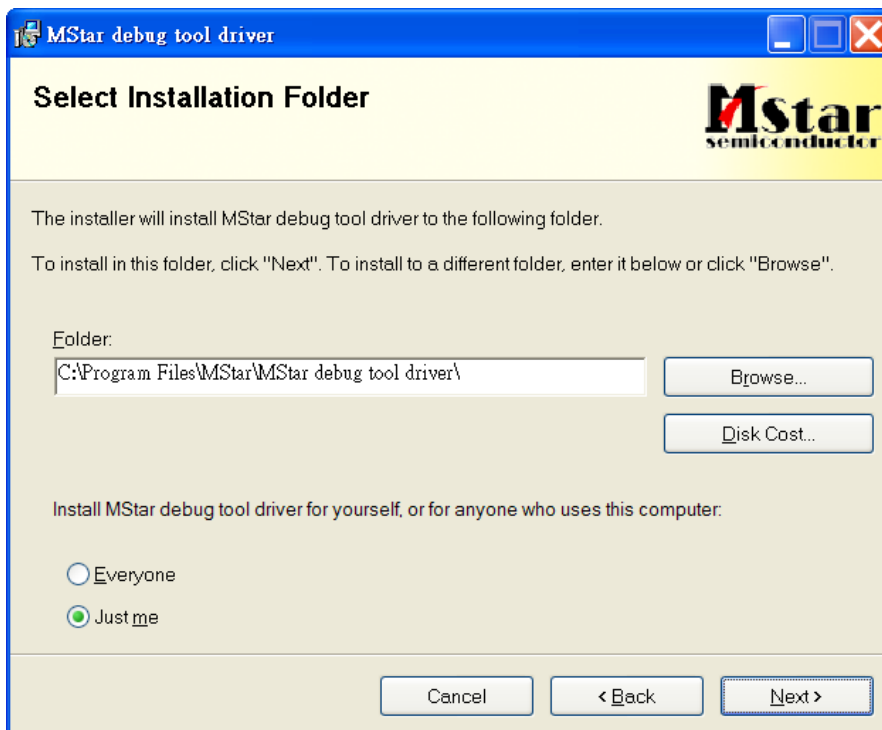 MStar debug tool driver
Select Installation Folder
MStar
semiconductor
The installer will install MStar debug tool driver to the following folder.
To install in this folder, click "Next". To install to a different folder, enter it below or click "Browse".
Folder:
C:\Program Files\MStar\MStar debug tool driver\
Browse...
Disk Cost...
Install MStar debug tool driver for yourself, or for anyone who uses this computer:
Everyone
Just me
Cancel
< Back
Next >